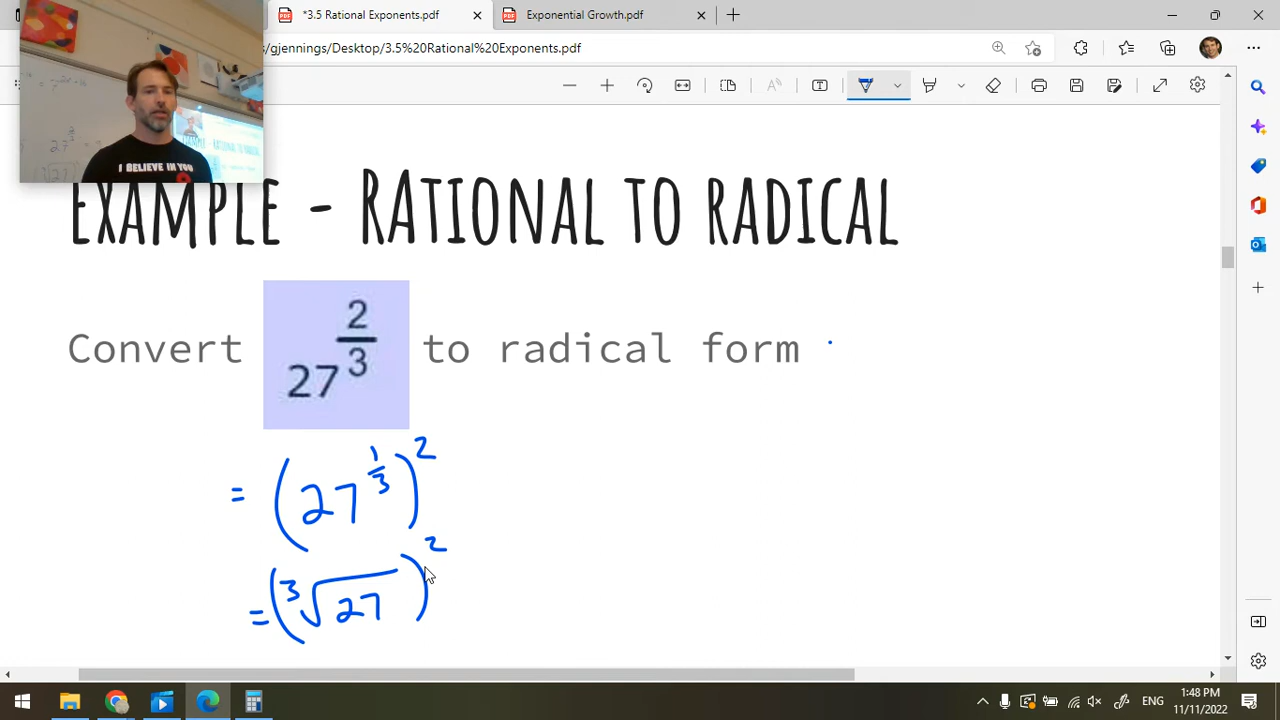 *3.5 Rational Exponents.pdf
Exponential Growth.pdf
/gjennings/Desktop/3.5%20Rational%20Exponents.pdf
I BELIEVE IN YOU
EXAMPLE - RATIONAL TO RADICAL
Convert 27^(2/3) to radical form
= (27^(1/3))^2
= (∛27)^2
ENG
1:48 PM
11/11/2022